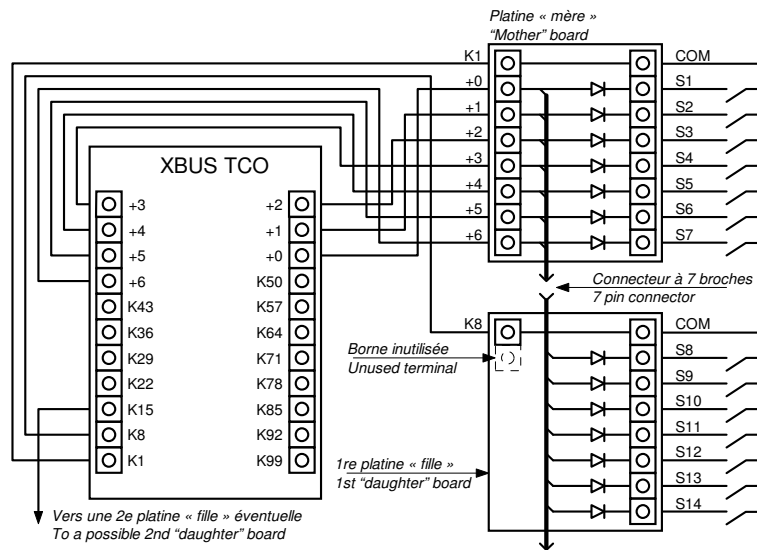 Platine « mère »
“Mother” board
K1
+0
+1
+2
+3
+4
+5
+6
COM
S1
S2
S3
S4
S5
S6
S7
XBUS TCO
+3
+4
+5
+6
K43
K36
K29
K22
K15
K8
K1
+2
+1
+0
K50
K57
K64
K71
K78
K85
K92
K99
Connecteur à 7 broches
7 pin connector
K8
Borne inutilisée
Unused terminal
COM
S8
S9
S10
S11
S12
S13
S14
1re platine « fille »
1st “daughter” board
Vers une 2e platine « fille » éventuelle
To a possible 2nd “daughter” board